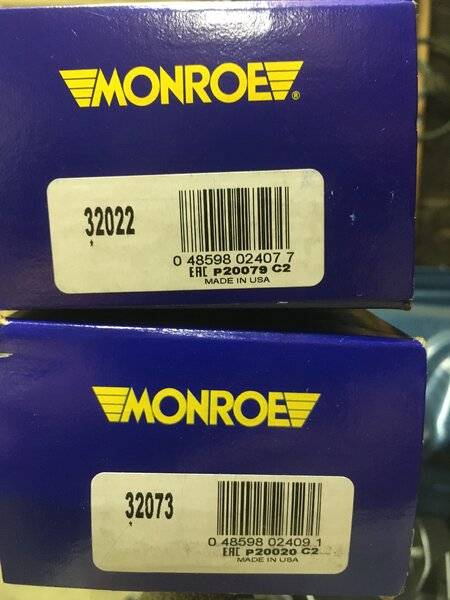 MONROE®
32022
*
0 48598 02407 7
EAC P20079 C2
MADE IN USA
MONROE
32073
*
0 48598 02409 1
EAC P20020 C2
MADE IN USA